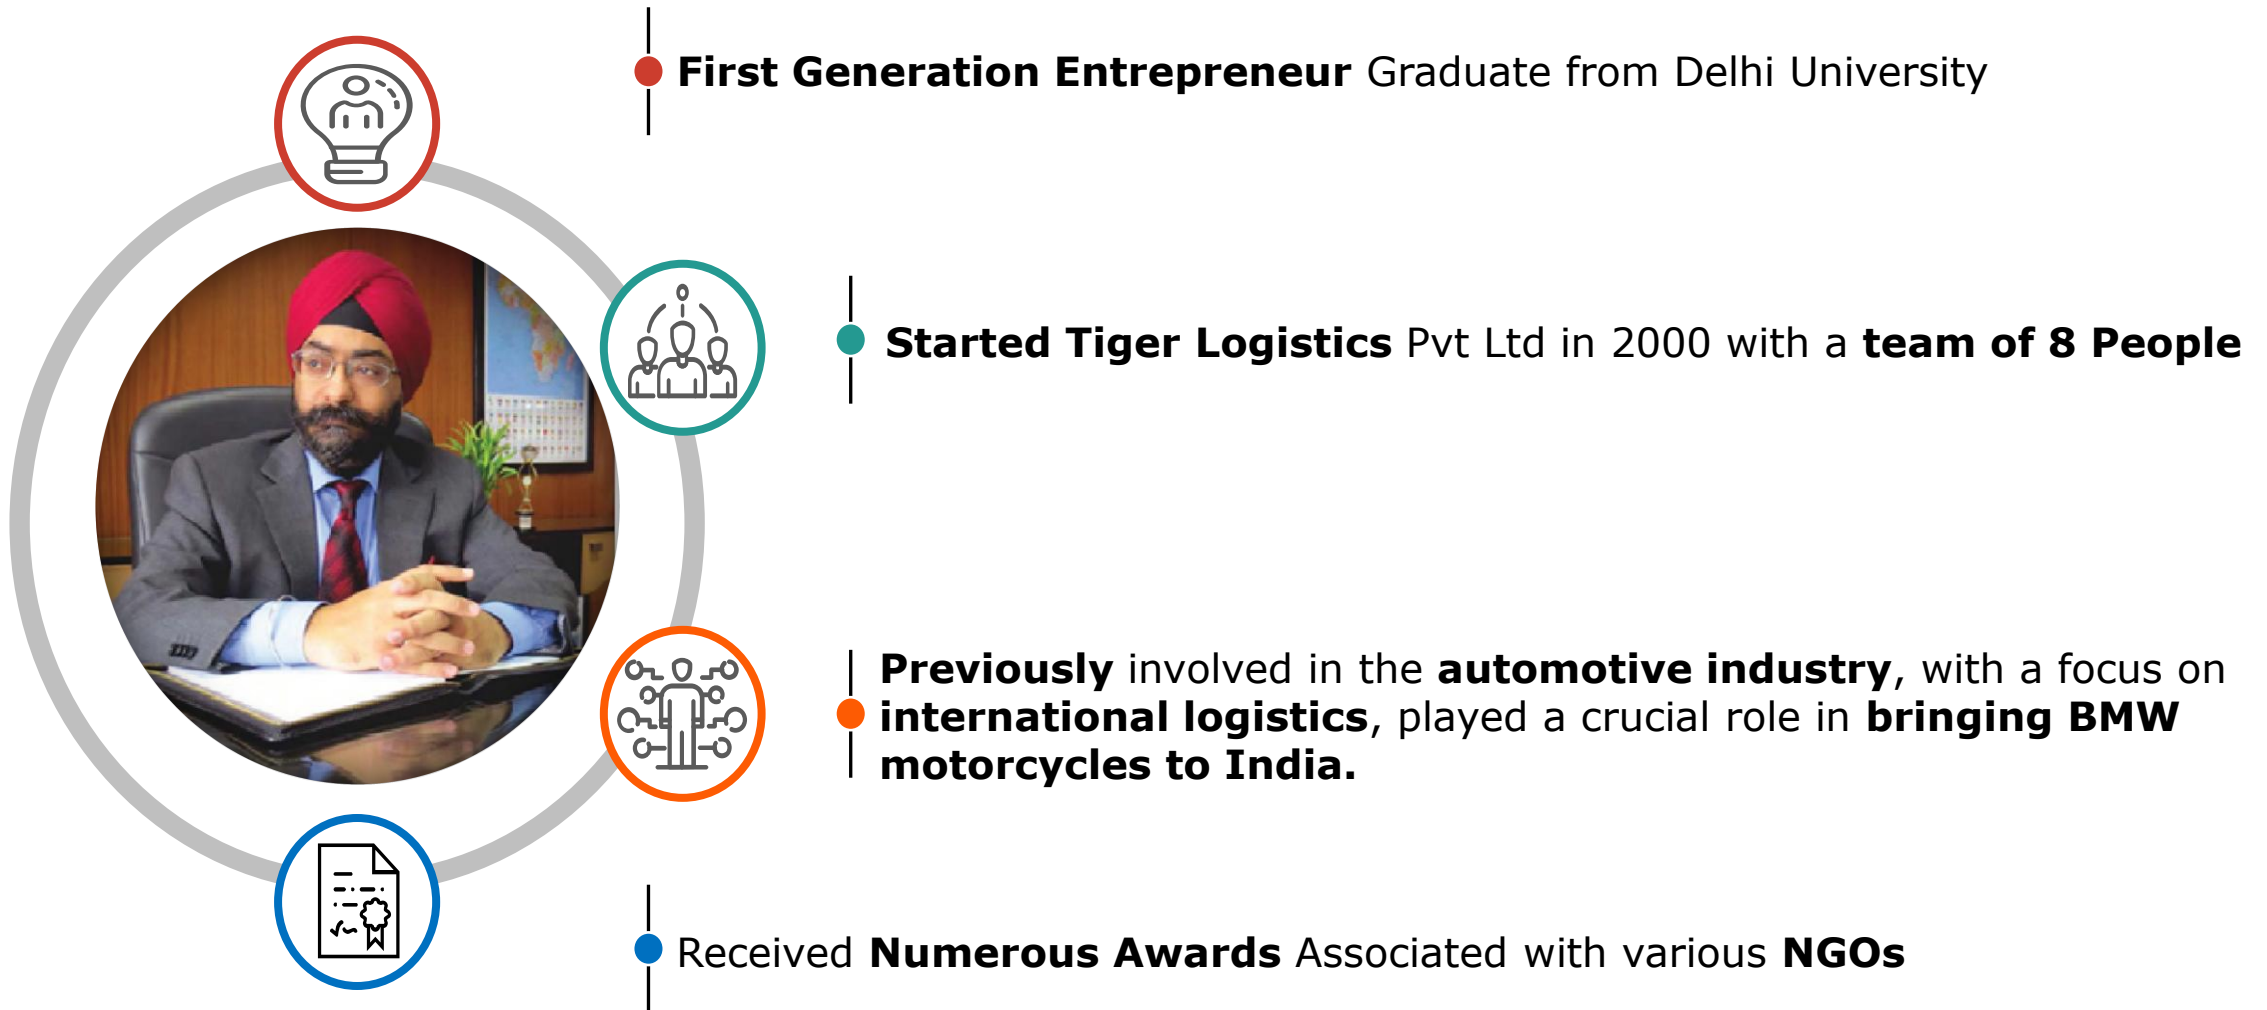 First Generation Entrepreneur Graduate from Delhi University
Started Tiger Logistics Pvt Ltd in 2000 with a team of 8 People
Previously involved in the automotive industry, with a focus on
international logistics, played a crucial role in bringing BMW
motorcycles to India.
Received Numerous Awards Associated with various NGOs